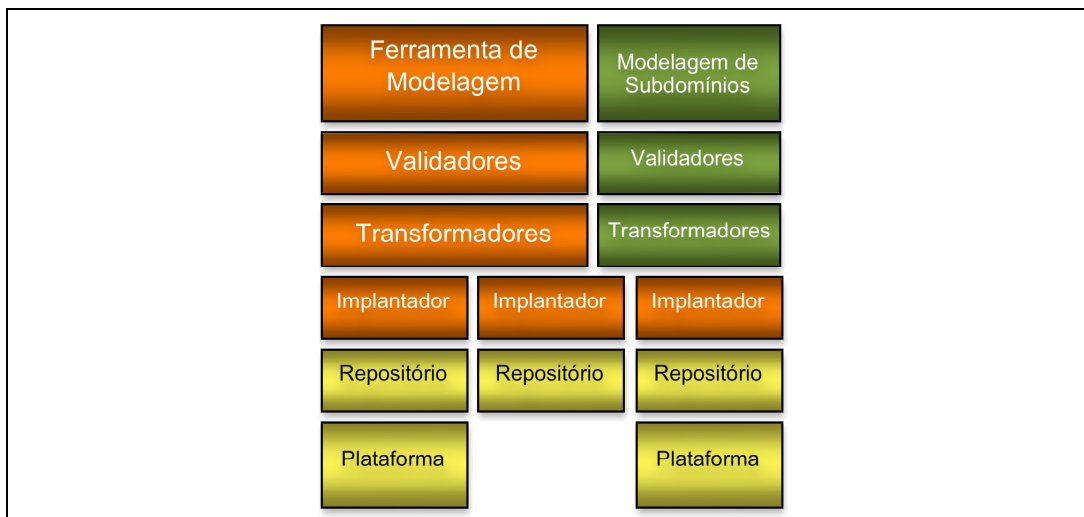 Ferramenta de
Modelagem
Modelagem de
Subdomínios
Validadores
Validadores
Transformadores
Transformadores
Implantador
Implantador
Implantador
Repositório
Repositório
Repositório
Plataforma
Plataforma